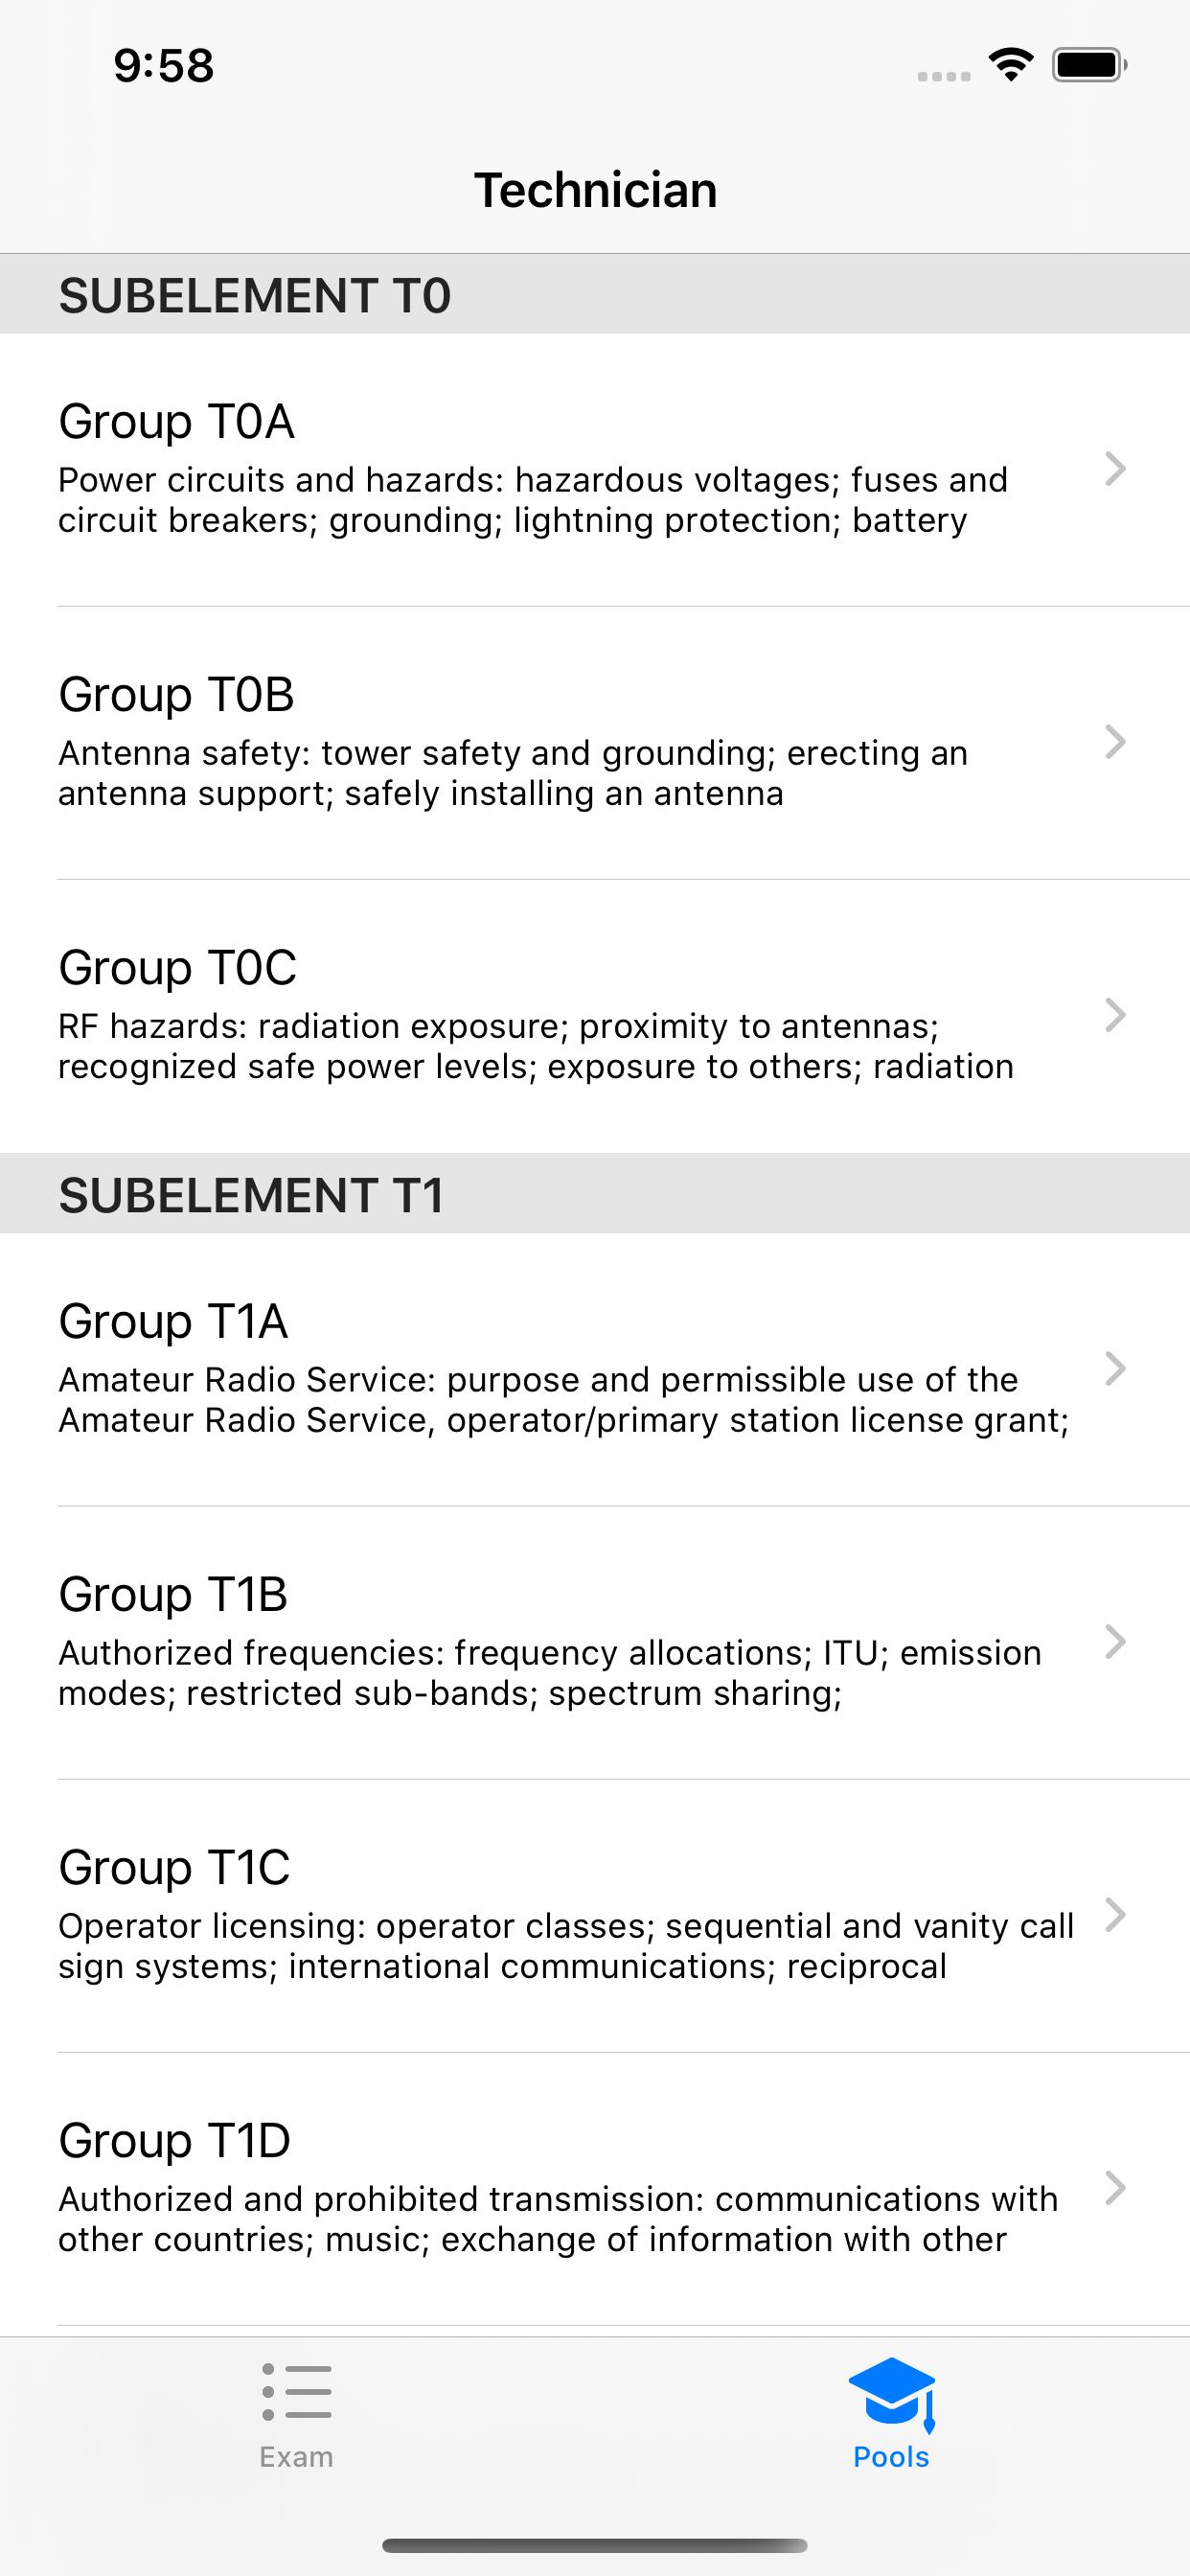 9:58
Technician
SUBELEMENT T0
Group T0A
Power circuits and hazards: hazardous voltages; fuses and
circuit breakers; grounding; lightning protection; battery
Group T0B
Antenna safety: tower safety and grounding; erecting an
antenna support; safely installing an antenna
Group T0C
RF hazards: radiation exposure; proximity to antennas;
recognized safe power levels; exposure to others; radiation
SUBELEMENT T1
Group T1A
Amateur Radio Service: purpose and permissible use of the
Amateur Radio Service, operator/primary station license grant;
Group T1B
Authorized frequencies: frequency allocations; ITU; emission
modes; restricted sub-bands; spectrum sharing;
Group T1C
Operator licensing: operator classes; sequential and vanity call
sign systems; international communications; reciprocal
Group T1D
Authorized and prohibited transmission: communications with
other countries; music; exchange of information with other
Exam
Pools